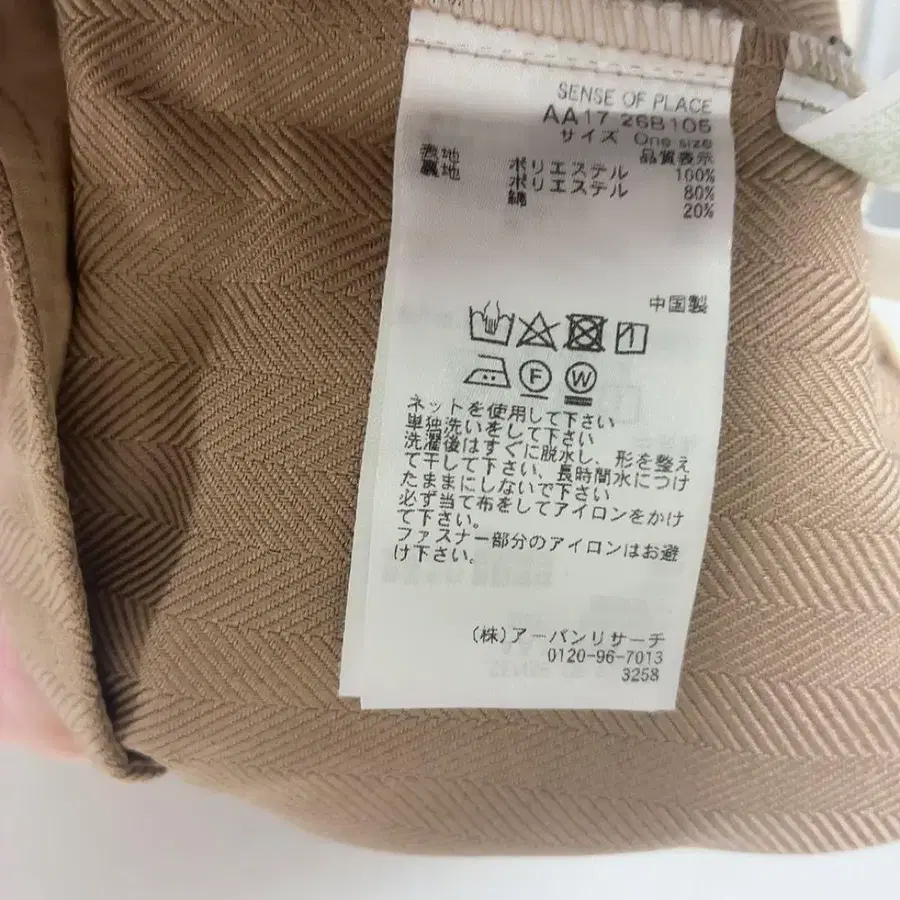 SENSE OF PLACE
AA17 26B105
サイズ One size
品質表示
表地 ポリエステル 100%
裏地 ポリエステル 80%
綿 20%
中国製
F W
ネットを使用して下さい
単独洗いをして下さい
洗濯後はすぐに脱水し、形を整え
て干して下さい、長時間水につけ
たままにしないで下さい
必ず当て布をしてアイロンをかけ
て下さい。
ファスナー部分のアイロンはお避
け下さい。
(株)アーバンリサーチ
0120-96-7013
3258